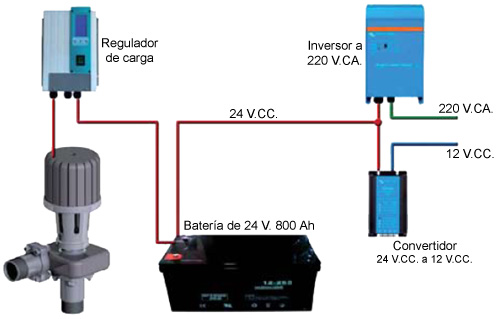 Regulador
de carga
Inversor a
220 V.CA.
24 V.CC.
220 V.CA.
12 V.CC.
Batería de 24 V. 800 Ah
Convertidor
24 V.CC. a 12 V.CC.